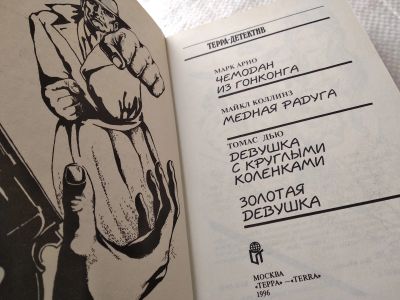 ТЕРРА-ДЕТЕКТИВ
МАРК АРНО
ЧЕМОДАН
ИЗ ГОНКОНГА
МАЙКЛ КОЛЛИНЗ
МЕДНАЯ РАДУГА
ТОМАС ДЬЮ
ДЕВУШКА
С КРУГЛЫМИ
КОЛЕНКАМИ
ЗОЛОТАЯ
ДЕВУШКА
МОСКВА
«ТЕРРА» — «TERRA»
1996